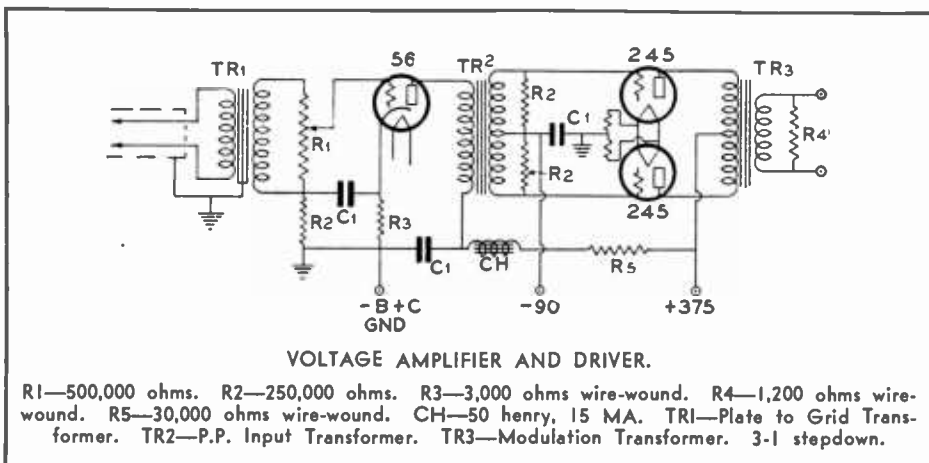 56
245
TR1
TR2
TR3
R1
R2
C1
R3
C1
CH
R2
R2
C1
245
R5
R4
-B+C
GND
-90
+375
VOLTAGE AMPLIFIER AND DRIVER.
R1—500,000 ohms. R2—250,000 ohms. R3—3,000 ohms wire-wound. R4—1,200 ohms wire-
wound. R5—30,000 ohms wire-wound. CH—50 henry, 15 MA. TR1—Plate to Grid Trans-
former. TR2—P.P. Input Transformer. TR3—Modulation Transformer. 3-1 stepdown.